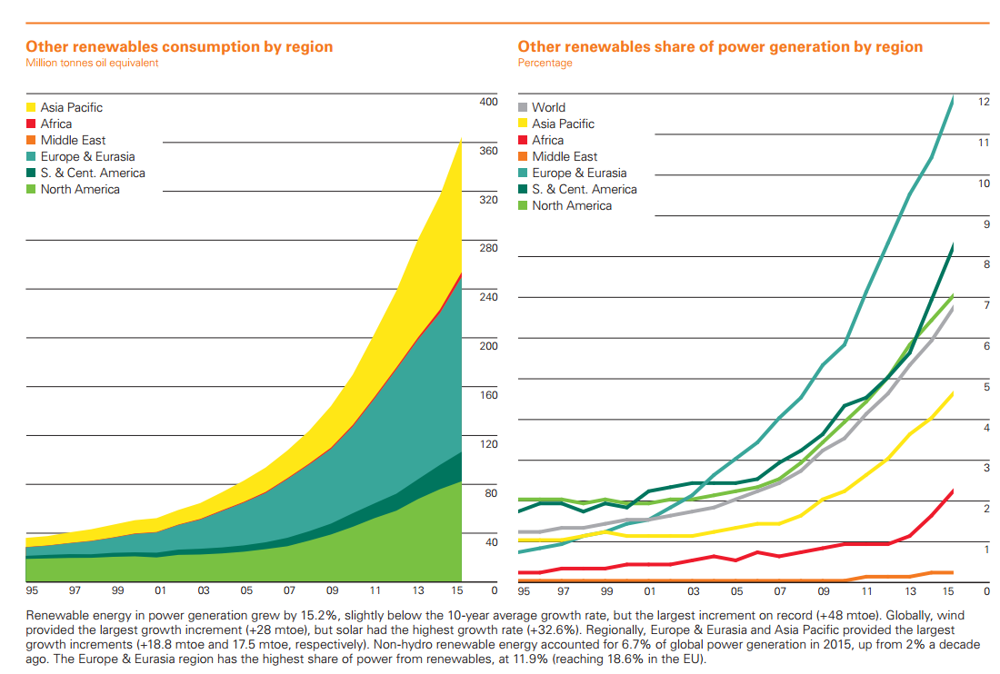 Other renewables consumption by region
Million tonnes oil equivalent
400
Asia Pacific
Africa
Middle East
Europe & Eurasia
S. & Cent. America
North America
360
320
280
240
200
160
120
80
40
95 97 99 01 03 05 07 09 11 13 15 0
Other renewables share of power generation by region
Percentage
12
World
Asia Pacific
Africa
Middle East
Europe & Eurasia
S. & Cent. America
North America
11
10
9
8
7
6
5
4
3
2
1
95 97 99 01 03 05 07 09 11 13 15 0
Renewable energy in power generation grew by 15.2%, slightly below the 10-year average growth rate, but the largest increment on record (+48 mtoe). Globally, wind
provided the largest growth increment (+28 mtoe), but solar had the highest growth rate (+32.6%). Regionally, Europe & Eurasia and Asia Pacific provided the largest
growth increments (+18.8 mtoe and 17.5 mtoe, respectively). Non-hydro renewable energy accounted for 6.7% of global power generation in 2015, up from 2% a decade
ago. The Europe & Eurasia region has the highest share of power from renewables, at 11.9% (reaching 18.6% in the EU).